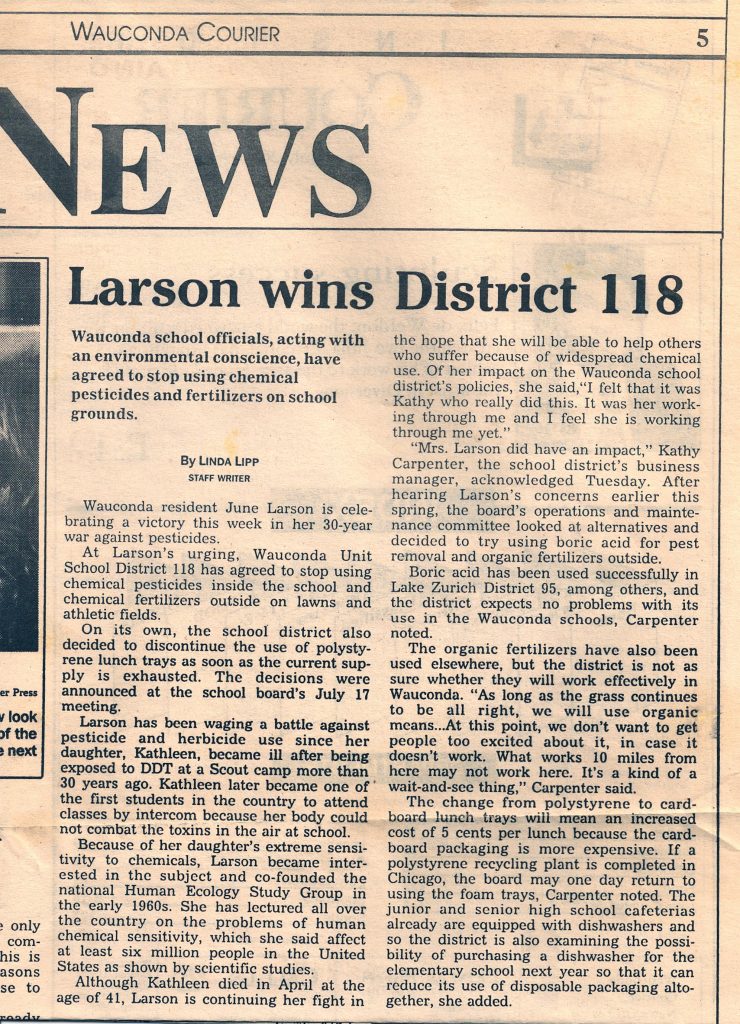 WAUCONDA COURIER
5
NEWS
Larson wins District 118
Wauconda school officials, acting with
an environmental conscience, have
agreed to stop using chemical
pesticides and fertilizers on school
grounds.
By LINDA LIPP
STAFF WRITER
Wauconda resident June Larson is cele-
brating a victory this week in her 30-year
war against pesticides.
At Larson's urging, Wauconda Unit
School District 118 has agreed to stop using
chemical pesticides inside the school and
chemical fertilizers outside on lawns and
athletic fields.
On its own, the school district also
decided to discontinue the use of polysty-
rene lunch trays as soon as the current sup-
ply is exhausted. The decisions were
announced at the school board's July 17
meeting.
Larson has been waging a battle against
pesticide and herbicide use since her
daughter, Kathleen, became ill after being
exposed to DDT at a Scout camp more than
30 years ago. Kathleen later became one of
the first students in the country to attend
classes by intercom because her body could
not combat the toxins in the air at school.
Because of her daughter's extreme sensi-
tivity to chemicals, Larson became inter-
ested in the subject and co-founded the
national Human Ecology Study Group in
the early 1960s. She has lectured all over
the country on the problems of human
chemical sensitivity, which she said affect
at least six million people in the United
States as shown by scientific studies.
Although Kathleen died in April at the
age of 41, Larson is continuing her fight in
the hope that she will be able to help others
who suffer because of widespread chemical
use. Of her impact on the Wauconda school
district's policies, she said,"I felt that it was
Kathy who really did this. It was her work-
ing through me and I feel she is working
through me yet."
"Mrs. Larson did have an impact," Kathy
Carpenter, the school district's business
manager, acknowledged Tuesday. After
hearing Larson's concerns earlier this
spring, the board's operations and mainte-
nance committee looked at alternatives and
decided to try using boric acid for pest
removal and organic fertilizers outside.
Boric acid has been used successfully in
Lake Zurich District 95, among others, and
the district expects no problems with its
use in the Wauconda schools, Carpenter
noted.
The organic fertilizers have also been
used elsewhere, but the district is not as
sure whether they will work effectively in
Wauconda. "As long as the grass continues
to be all right, we will use organic
means...At this point, we don't want to get
people too excited about it, in case it
doesn't work. What works 10 miles from
here may not work here. It's a kind of a
wait-and-see thing," Carpenter said.
The change from polystyrene to card-
board lunch trays will mean an increased
cost of 5 cents per lunch because the card-
board packaging is more expensive. If a
polystyrene recycling plant is completed in
Chicago, the board may one day return to
using the foam trays, Carpenter noted. The
junior and senior high school cafeterias
already are equipped with dishwashers and
so the district is also examining the possi-
bility of purchasing a dishwasher for the
elementary school next year so that it can
reduce its use of disposable packaging alto-
gether, she added.
er Press
look
of the
next
only
com-
his is
asons
se to